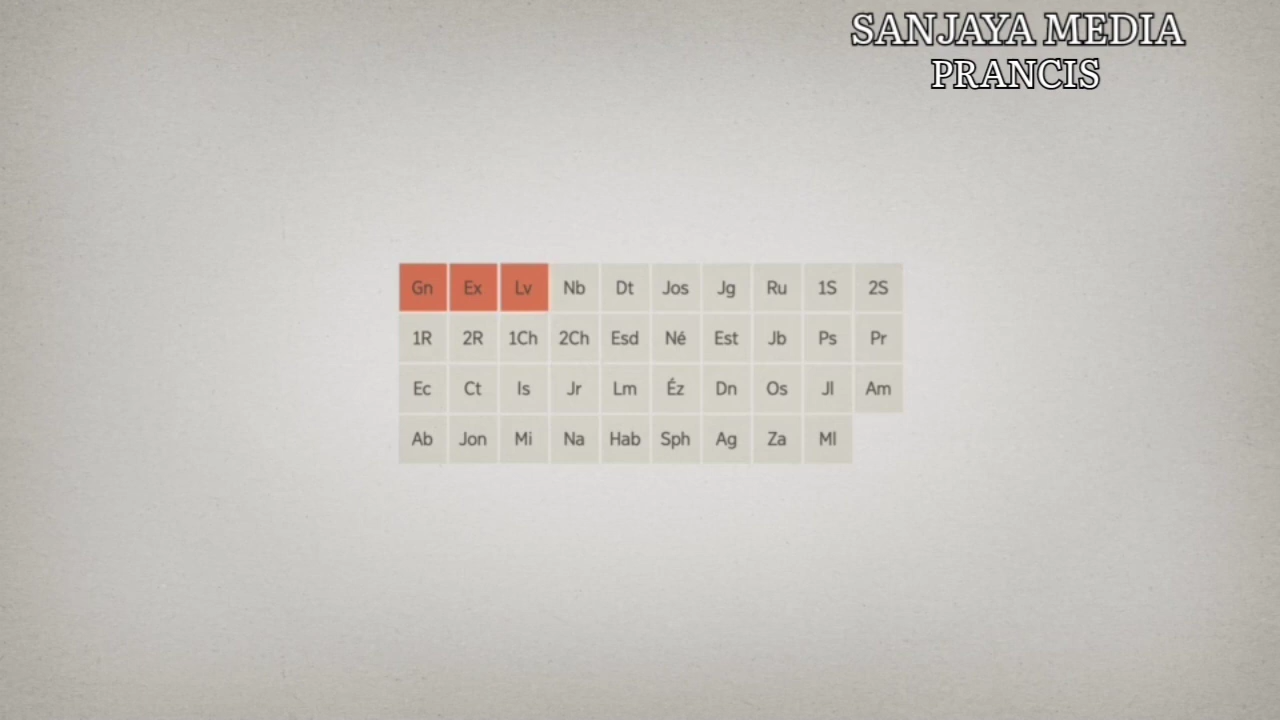 SANJAYA MEDIA
PRANCIS
Gn Ex Lv Nb Dt Jos Jg Ru 1S 2S
1R 2R 1Ch 2Ch Esd Né Est Jb Ps Pr
Ec Ct Is Jr Lm Éz Dn Os Jl Am
Ab Jon Mi Na Hab Sph Ag Za Ml